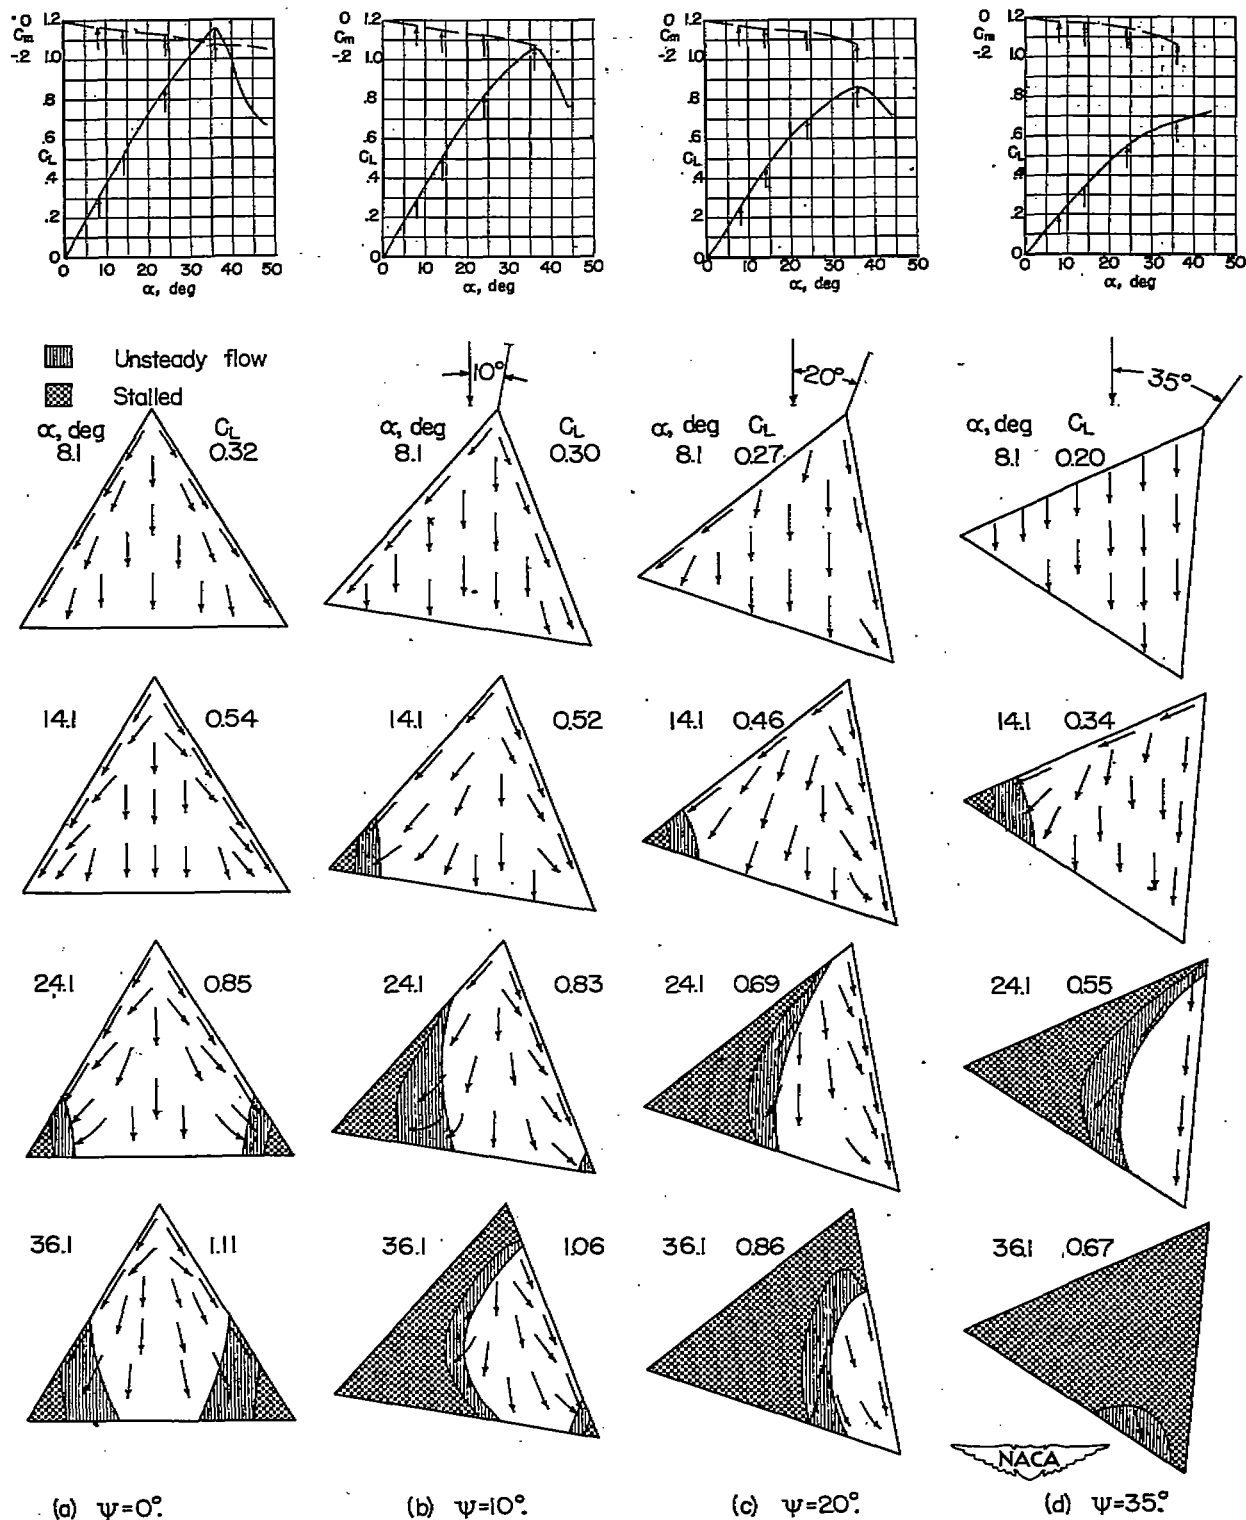 0 1.2 0 1.2 0 1.2 0 1.2
Cm Cm Cm Cm
-.2 1.0 -.2 1.0 -.2 1.0 -.2 1.0
.8 .8 .8 .8
.6 .6 .6 .6
CL CL CL CL
.4 .4 .4 .4
.2 .2 .2 .2
0 0 0 0
0 10 20 30 40 50 0 10 20 30 40 50 0 10 20 30 40 50 0 10 20 30 40 50
α, deg α, deg α, deg α, deg
Unsteady flow
Stalled
10° 20° 35°
α, deg CL α, deg CL α, deg CL α, deg CL
8.1 0.32 8.1 0.30 8.1 0.27 8.1 0.20
14.1 0.54 14.1 0.52 14.1 0.46 14.1 0.34
24.1 0.85 24.1 0.83 24.1 0.69 24.1 0.55
36.1 1.11 36.1 1.06 36.1 0.86 36.1 0.67
NACA
(a) Ψ=0°. (b) Ψ=10°. (c) Ψ=20°. (d) Ψ=35°.